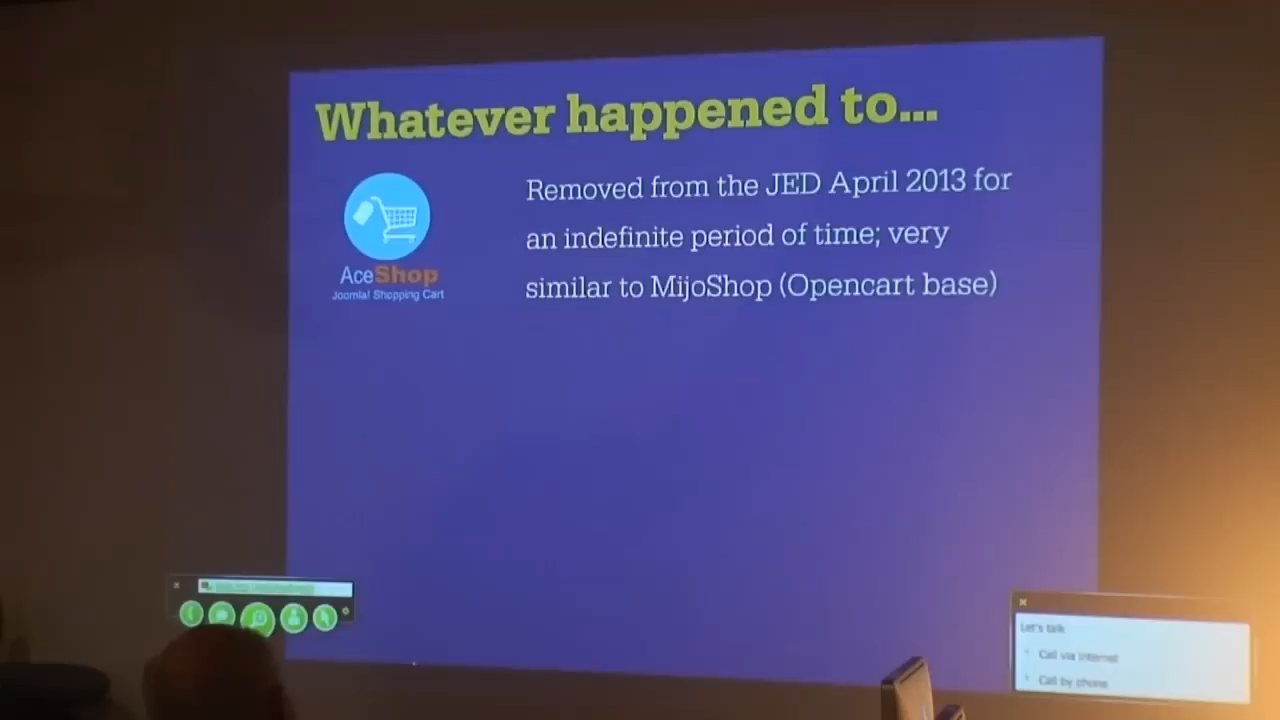 Whatever happened to...
Removed from the JED April 2013 for
an indefinite period of time; very
similar to MijoShop (Opencart base)
AceShop
Joomla! Shopping Cart
Let's talk
Call via internet
Call by phone